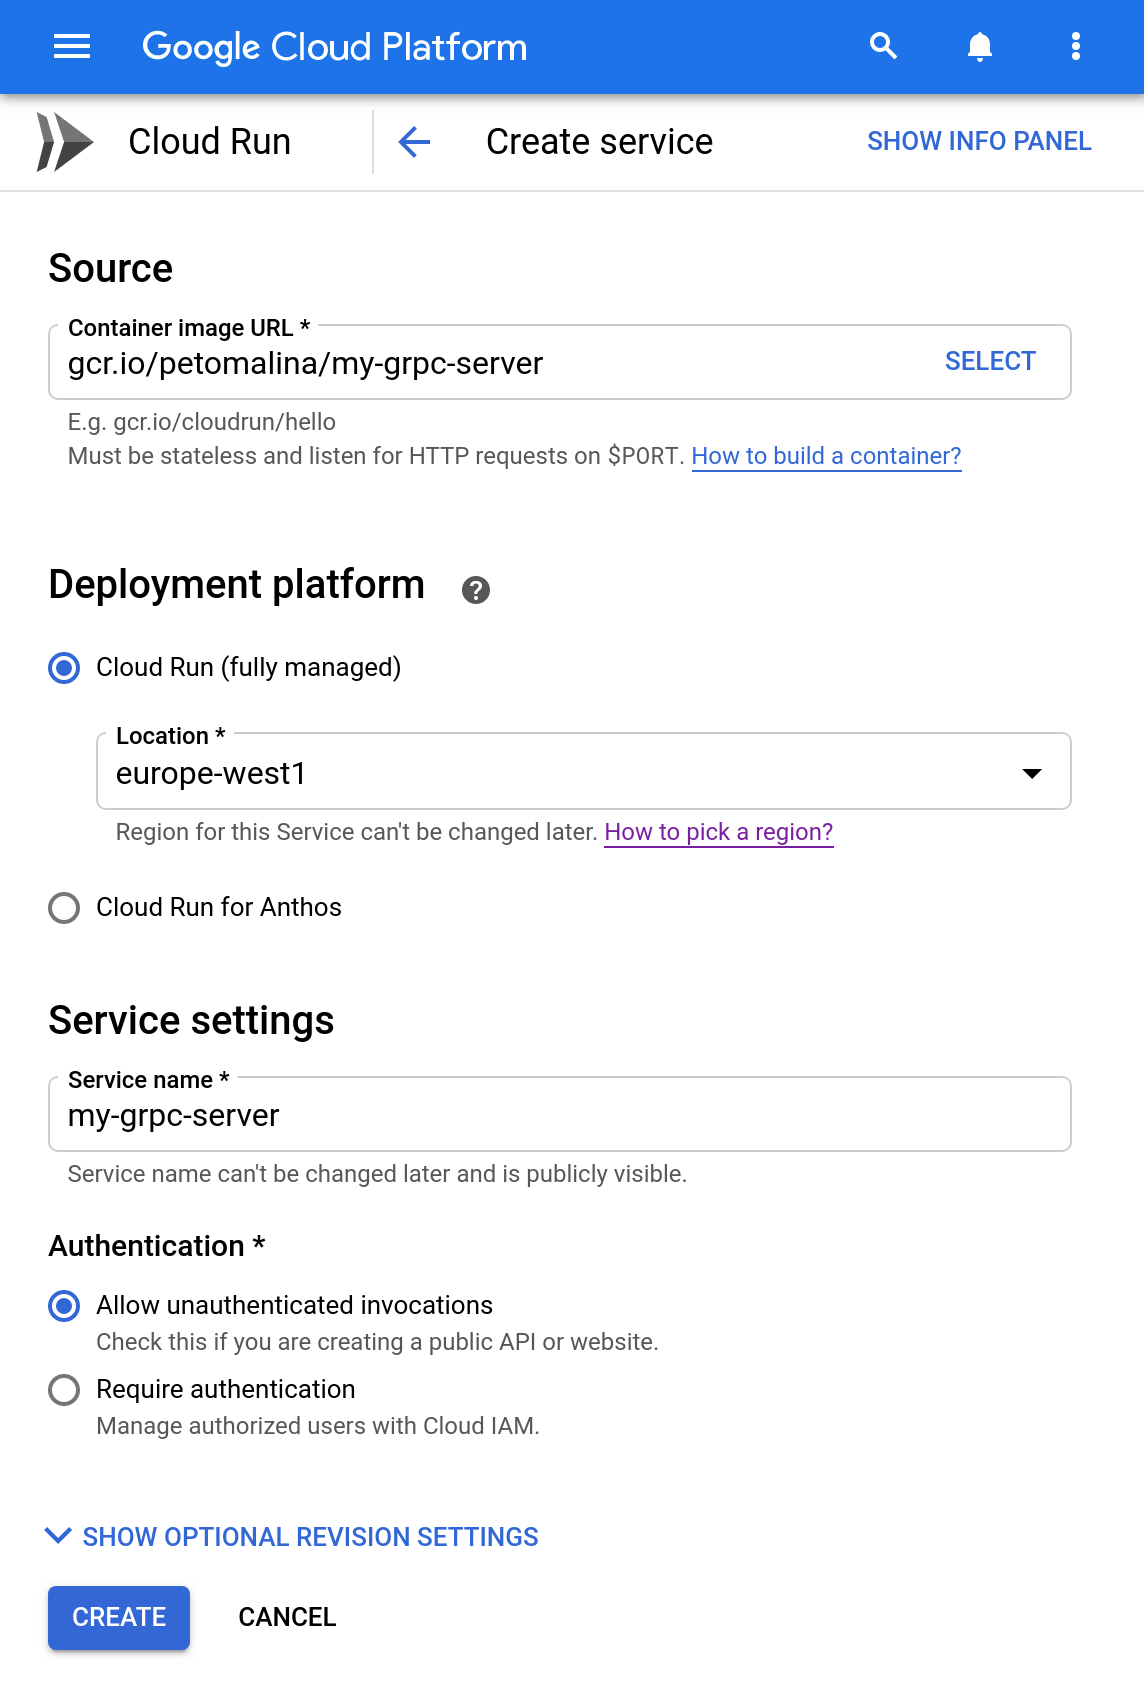 Google Cloud Platform
Cloud Run
Create service
SHOW INFO PANEL
Source
Container image URL *
gcr.io/petomalina/my-grpc-server
SELECT
E.g. gcr.io/cloudrun/hello
Must be stateless and listen for HTTP requests on $PORT. How to build a container?
Deployment platform ?
Cloud Run (fully managed)
Location *
europe-west1
Region for this Service can't be changed later. How to pick a region?
Cloud Run for Anthos
Service settings
Service name *
my-grpc-server
Service name can't be changed later and is publicly visible.
Authentication *
Allow unauthenticated invocations
Check this if you are creating a public API or website.
Require authentication
Manage authorized users with Cloud IAM.
SHOW OPTIONAL REVISION SETTINGS
CREATE
CANCEL